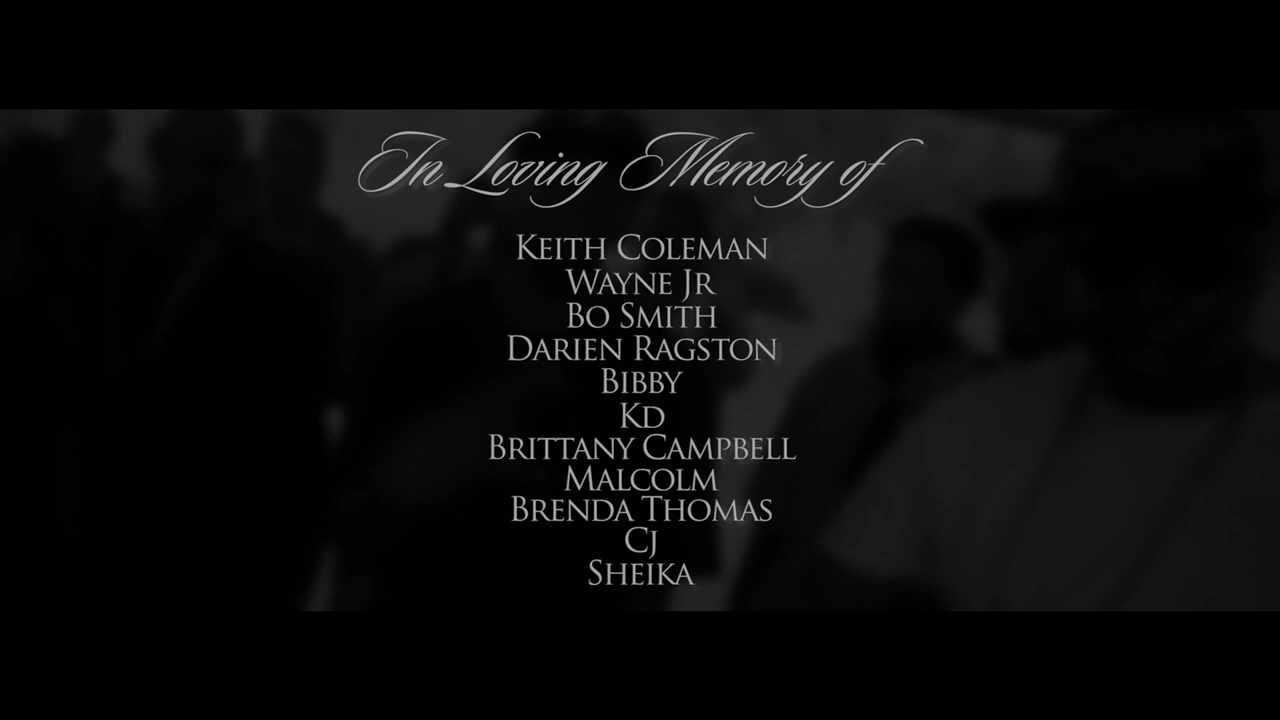 In Loving Memory of
Keith Coleman
Wayne Jr
Bo Smith
Darien Ragston
Bibby
Kd
Brittany Campbell
Malcolm
Brenda Thomas
Cj
Sheika